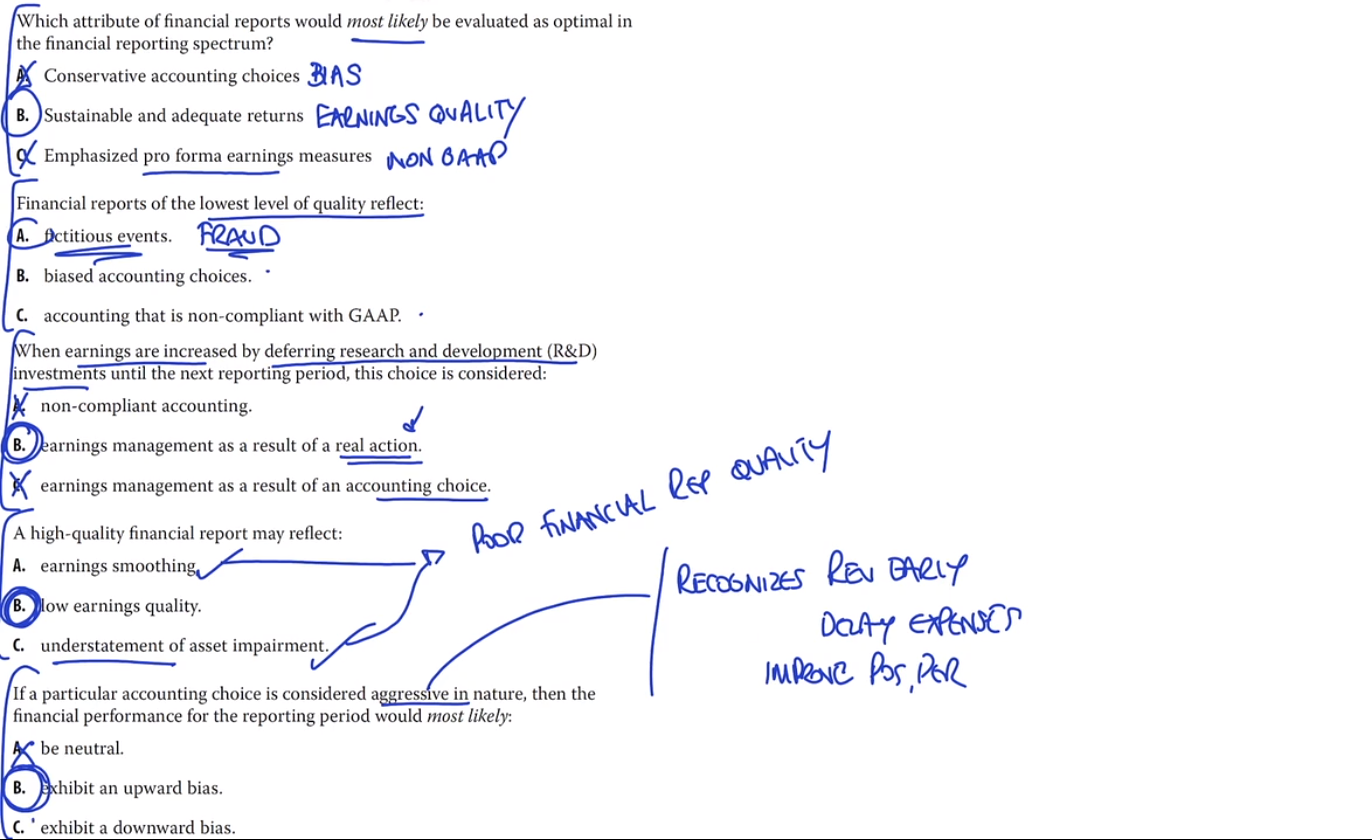 Which attribute of financial reports would most likely be evaluated as optimal in
the financial reporting spectrum?
A. Conservative accounting choices BIAS
B. Sustainable and adequate returns EARNINGS QUALITY
C. Emphasized pro forma earnings measures NON GAAP
Financial reports of the lowest level of quality reflect:
A. fictitious events. FRAUD
B. biased accounting choices.
C. accounting that is non-compliant with GAAP.
When earnings are increased by deferring research and development (R&D)
investments until the next reporting period, this choice is considered:
A. non-compliant accounting.
B. earnings management as a result of a real action.
C. earnings management as a result of an accounting choice.
POOR FINANCIAL REP QUALITY
A high-quality financial report may reflect:
A. earnings smoothing.
B. low earnings quality.
C. understatement of asset impairment.
RECOGNIZES REV EARLY
DELAY EXPENSES
IMPROVE POS, PER
If a particular accounting choice is considered aggressive in nature, then the
financial performance for the reporting period would most likely:
A. be neutral.
B. exhibit an upward bias.
C. exhibit a downward bias.